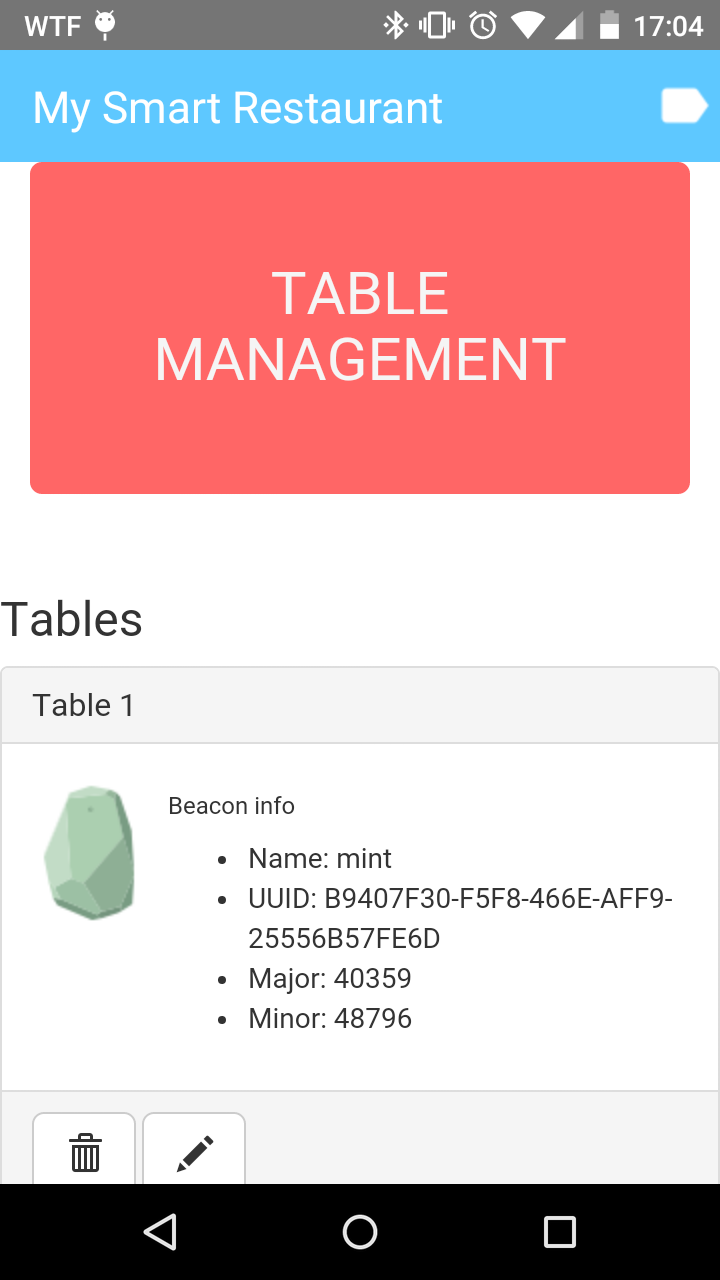 WTF 17:04
My Smart Restaurant
TABLE
MANAGEMENT
Tables
Table 1
Beacon info
Name: mint
UUID: B9407F30-F5F8-466E-AFF9-
25556B57FE6D
Major: 40359
Minor: 48796